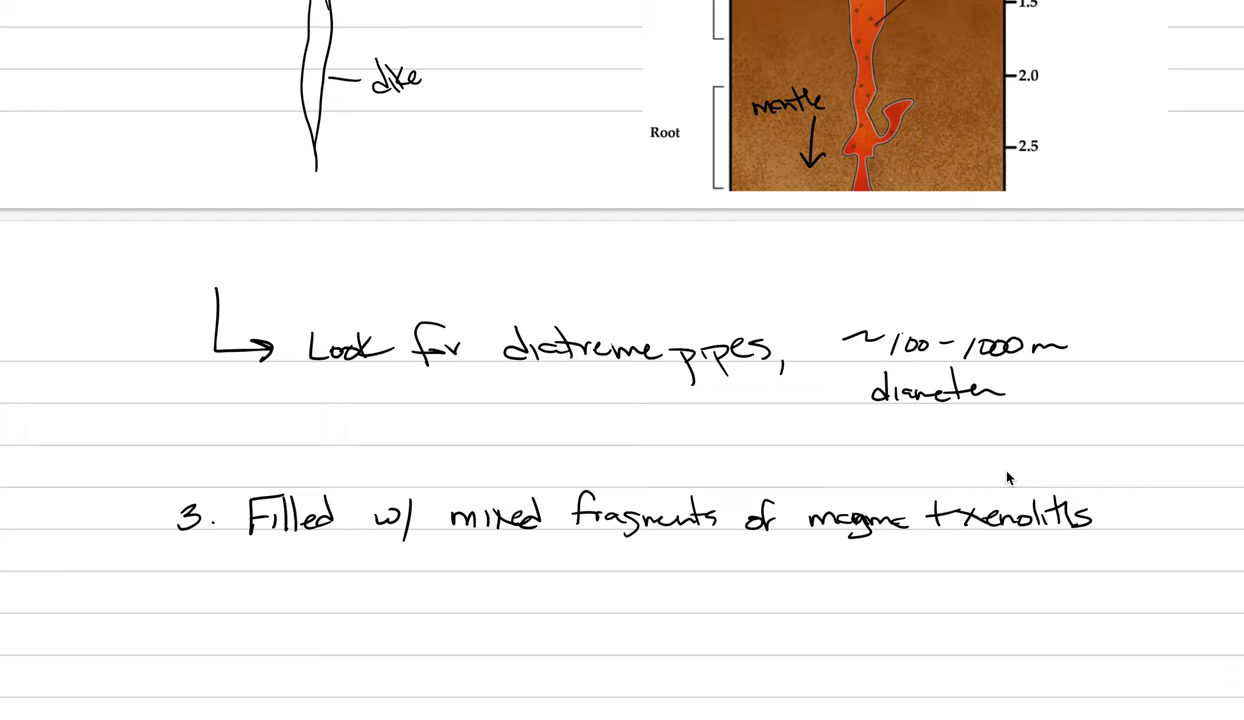 1.5
dike
2.0
mantle
Root
2.5
Look for diatreme pipes, ~100-1000m
diameter
3. Filled w/ mixed fragments of magma + xenoliths